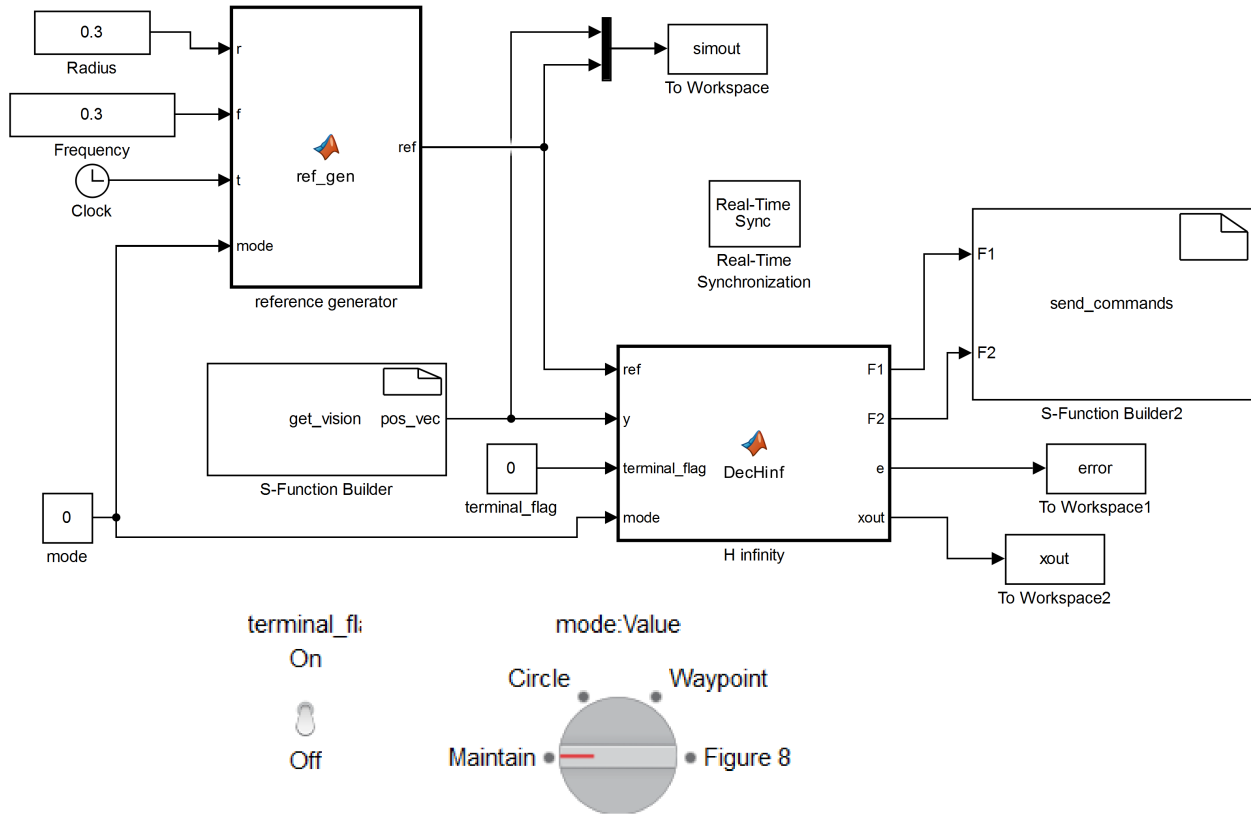 0.3
Radius
0.3
Frequency
Clock
r
f
t
mode
ref_gen
ref
reference generator
simout
To Workspace
Real-Time
Sync
Real-Time
Synchronization
F1
F2
send_commands
S-Function Builder2
get_vision
pos_vec
S-Function Builder
0
terminal_flag
0
mode
ref
y
terminal_flag
mode
DecHinf
F1
F2
e
xout
H infinity
error
To Workspace1
xout
To Workspace2
terminal_fl
On
Off
mode:Value
Circle
Waypoint
Maintain
Figure 8